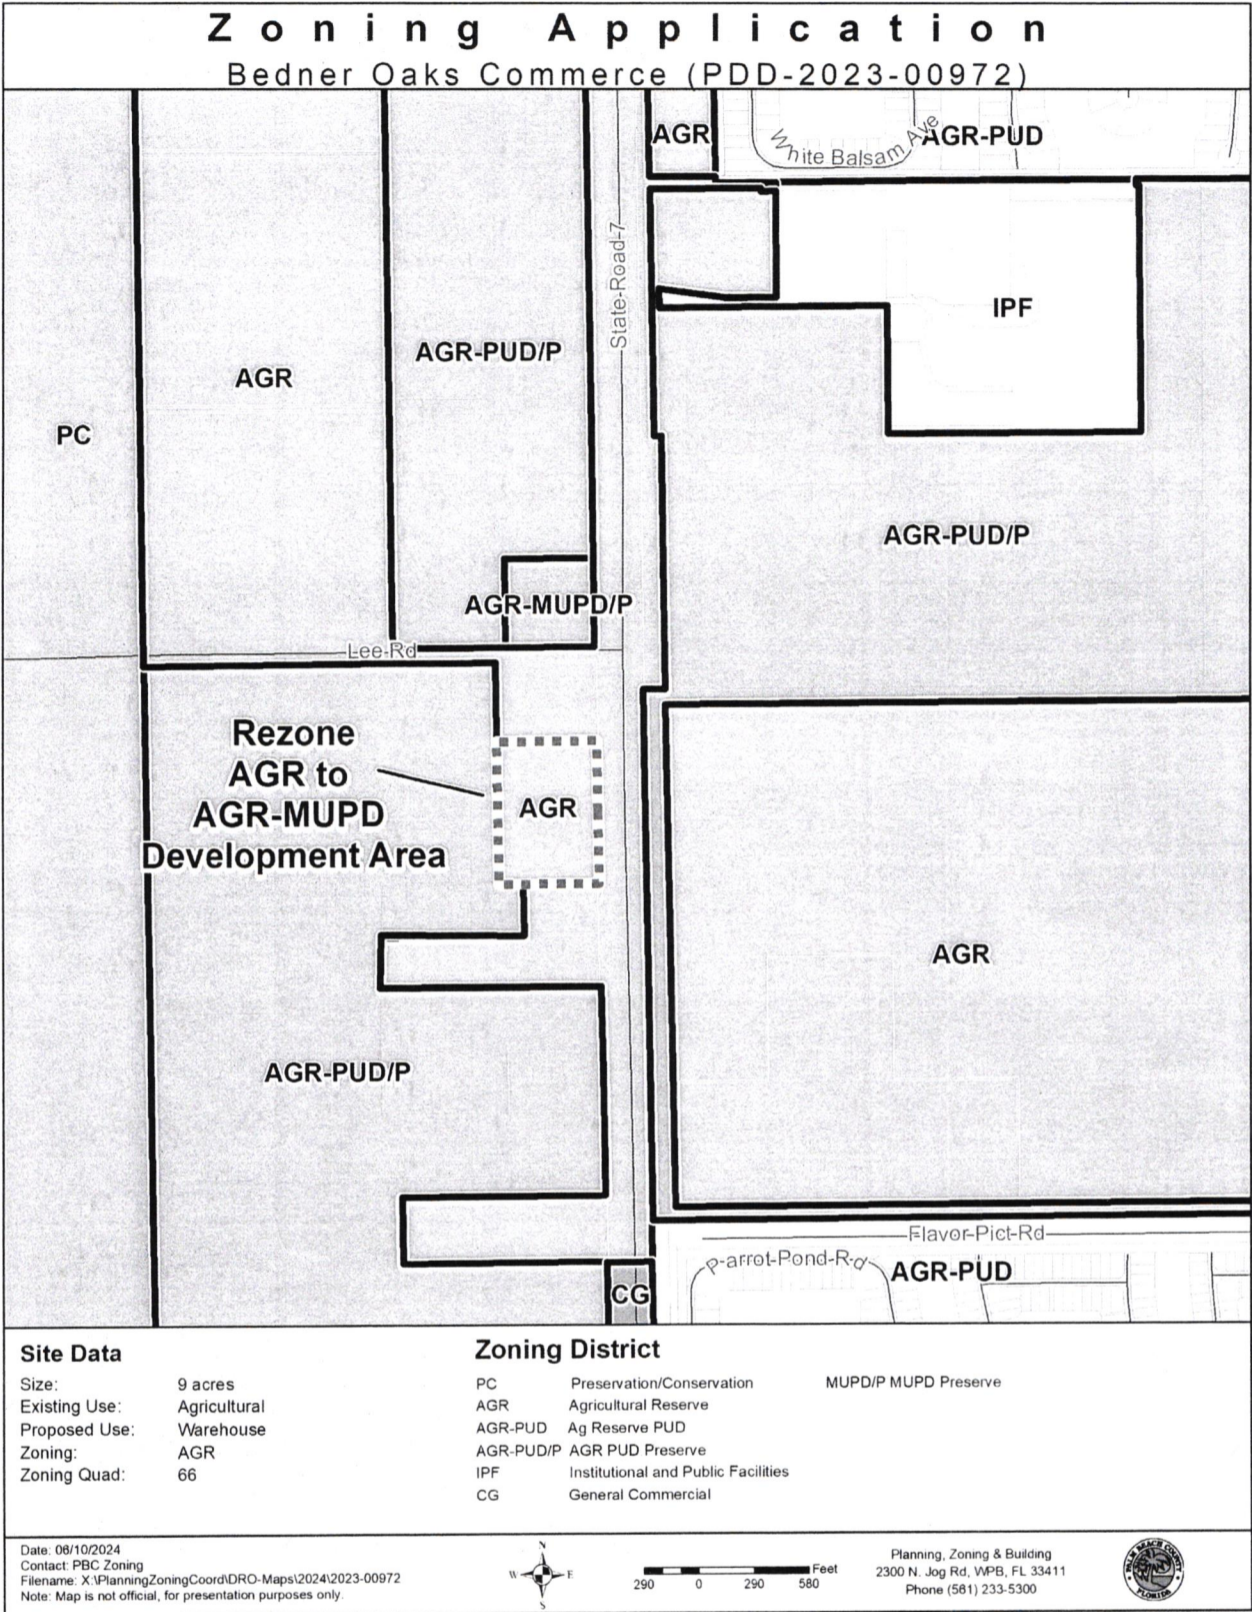 Zoning Application
Bedner Oaks Commerce (PDD-2023-00972)
AGR
White Balsam Ave
AGR-PUD
State-Road-7
IPF
AGR-PUD/P
AGR
PC
AGR-PUD/P
AGR-MUPD/P
Lee-Rd
Rezone
AGR to
AGR-MUPD
Development Area
AGR
AGR
AGR-PUD/P
Flavor-Pict-Rd
P-arrot-Pond-R-d
AGR-PUD
CG
Site Data
Size: 9 acres
Existing Use: Agricultural
Proposed Use: Warehouse
Zoning: AGR
Zoning Quad: 66
Zoning District
PC Preservation/Conservation
AGR Agricultural Reserve
AGR-PUD Ag Reserve PUD
AGR-PUD/P AGR PUD Preserve
IPF Institutional and Public Facilities
CG General Commercial
MUPD/P MUPD Preserve
Date: 06/10/2024
Contact: PBC Zoning
Filename: X:\PlanningZoningCoord\DRO-Maps\2024\2023-00972
Note: Map is not official, for presentation purposes only.
N
W E
S
Feet
290 0 290 580
Planning, Zoning & Building
2300 N. Jog Rd, WPB, FL 33411
Phone (561) 233-5300
PALM BEACH COUNTY
FLORIDA